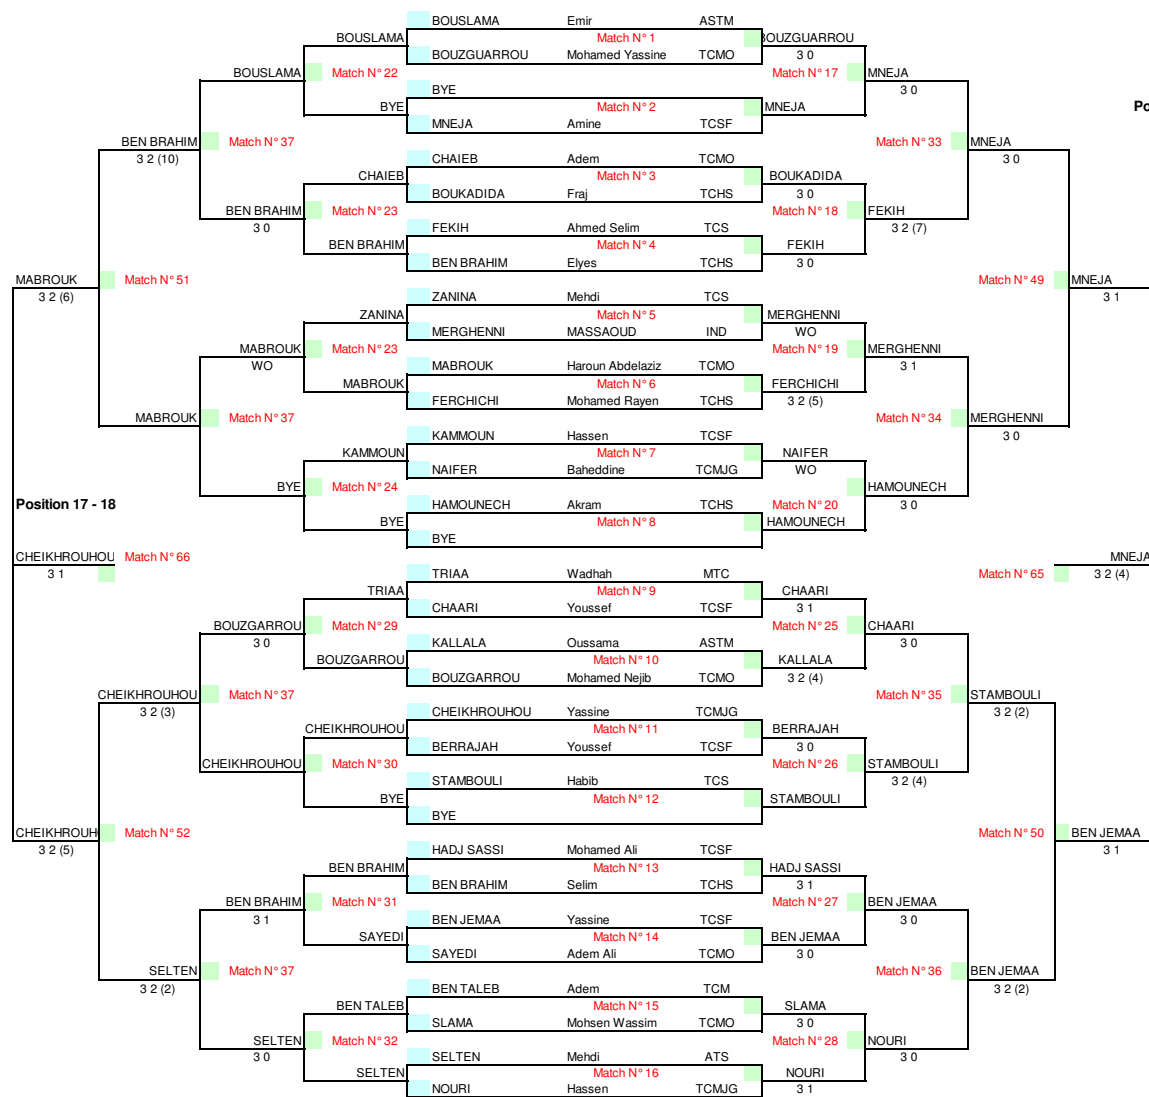 BOUSLAMA Emir ASTM
BOUSLAMA Match N° 1 BOUZGUARROU
BOUZGUARROU Mohamed Yassine TCMO 3 0
BOUSLAMA Match N° 22 Match N° 17 MNEJA
BYE 3 0
BYE Match N° 2 MNEJA Po
MNEJA Amine TCSF
BEN BRAHIM Match N° 37 Match N° 33 MNEJA
3 2 (10) CHAIEB Adem TCMO 3 0
CHAIEB Match N° 3 BOUKADIDA
BOUKADIDA Fraj TCHS 3 0
BEN BRAHIM Match N° 23 Match N° 18 FEKIH
3 0 FEKIH Ahmed Selim TCS 3 2 (7)
BEN BRAHIM Match N° 4 FEKIH
BEN BRAHIM Elyes TCHS 3 0
MABROUK Match N° 51 Match N° 49 MNEJA
3 2 (6) ZANINA Mehdi TCS 3 1
ZANINA Match N° 5 MERGHENNI
MERGHENNI MASSAOUD IND WO
MABROUK Match N° 23 Match N° 19 MERGHENNI
WO MABROUK Haroun Abdelaziz TCMO 3 1
MABROUK Match N° 6 FERCHICHI
FERCHICHI Mohamed Rayen TCHS 3 2 (5)
MABROUK Match N° 37 Match N° 34 MERGHENNI
KAMMOUN Hassen TCSF 3 0
KAMMOUN Match N° 7 NAIFER
NAIFER Baheddine TCMJG WO
BYE Match N° 24 HAMOUNECH
Position 17 - 18 HAMOUNECH Akram TCHS Match N° 20 3 0
BYE Match N° 8 HAMOUNECH
BYE
CHEIKHROUHOU Match N° 66 MNEJA
3 1 TRIAA Wadhah MTC Match N° 65 3 2 (4)
TRIAA Match N° 9 CHAARI
CHAARI Youssef TCSF 3 1
BOUZGARROU Match N° 29 Match N° 25 CHAARI
3 0 KALLALA Oussama ASTM 3 0
BOUZGARROU Match N° 10 KALLALA
BOUZGARROU Mohamed Nejib TCMO 3 2 (4)
CHEIKHROUHOU Match N° 37 Match N° 35 STAMBOULI
3 2 (3) CHEIKHROUHOU Yassine TCMJG 3 2 (2)
CHEIKHROUHOU Match N° 11 BERRAJAH
BERRAJAH Youssef TCSF 3 0
CHEIKHROUHOU Match N° 30 Match N° 26 STAMBOULI
STAMBOULI Habib TCS 3 2 (4)
BYE Match N° 12 STAMBOULI
BYE
CHEIKHROUH Match N° 52 Match N° 50 BEN JEMAA
3 2 (5) HADJ SASSI Mohamed Ali TCSF 3 1
BEN BRAHIM Match N° 13 HADJ SASSI
BEN BRAHIM Selim TCHS 3 1
BEN BRAHIM Match N° 31 Match N° 27 BEN JEMAA
3 1 BEN JEMAA Yassine TCSF 3 0
SAYEDI Match N° 14 BEN JEMAA
SAYEDI Adem Ali TCMO 3 0
SELTEN Match N° 37 Match N° 36 BEN JEMAA
3 2 (2) BEN TALEB Adem TCM 3 2 (2)
BEN TALEB Match N° 15 SLAMA
SLAMA Mohsen Wassim TCMO 3 0
SELTEN Match N° 32 Match N° 28 NOURI
3 0 SELTEN Mehdi ATS 3 0
SELTEN Match N° 16 NOURI
NOURI Hassen TCMJG 3 1